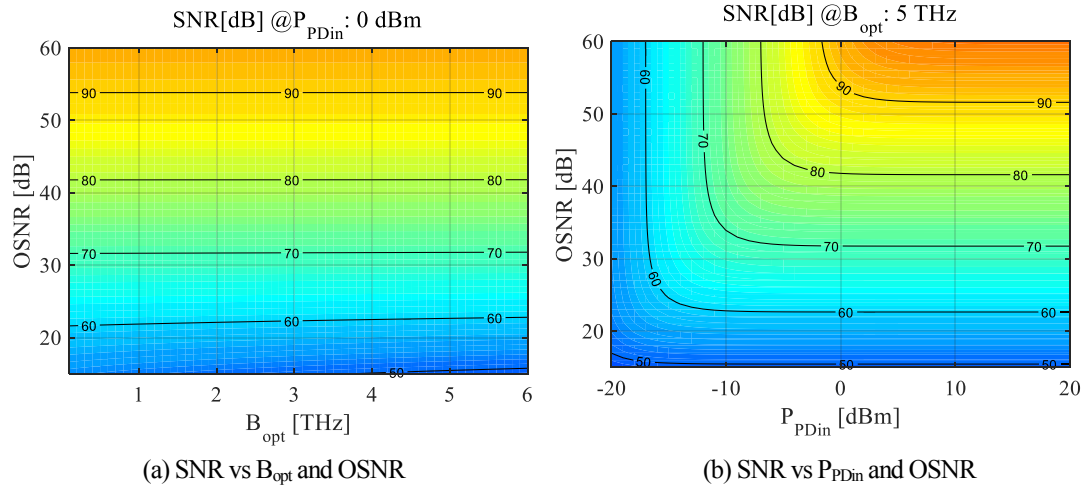 SNR[dB] @P_PDin: 0 dBm
60
50
40
30
20
OSNR [dB]
90 90 90
80 80 80
70 70 70
60 60 60
50
1 2 3 4 5 6
B_opt [THz]
(a) SNR vs B_opt and OSNR
SNR[dB] @B_opt: 5 THz
60
50
40
30
20
OSNR [dB]
60
70
90 90
80 80
70 70
60 60 60
50 50 50
-20 -10 0 10 20
P_PDin [dBm]
(b) SNR vs P_PDin and OSNR